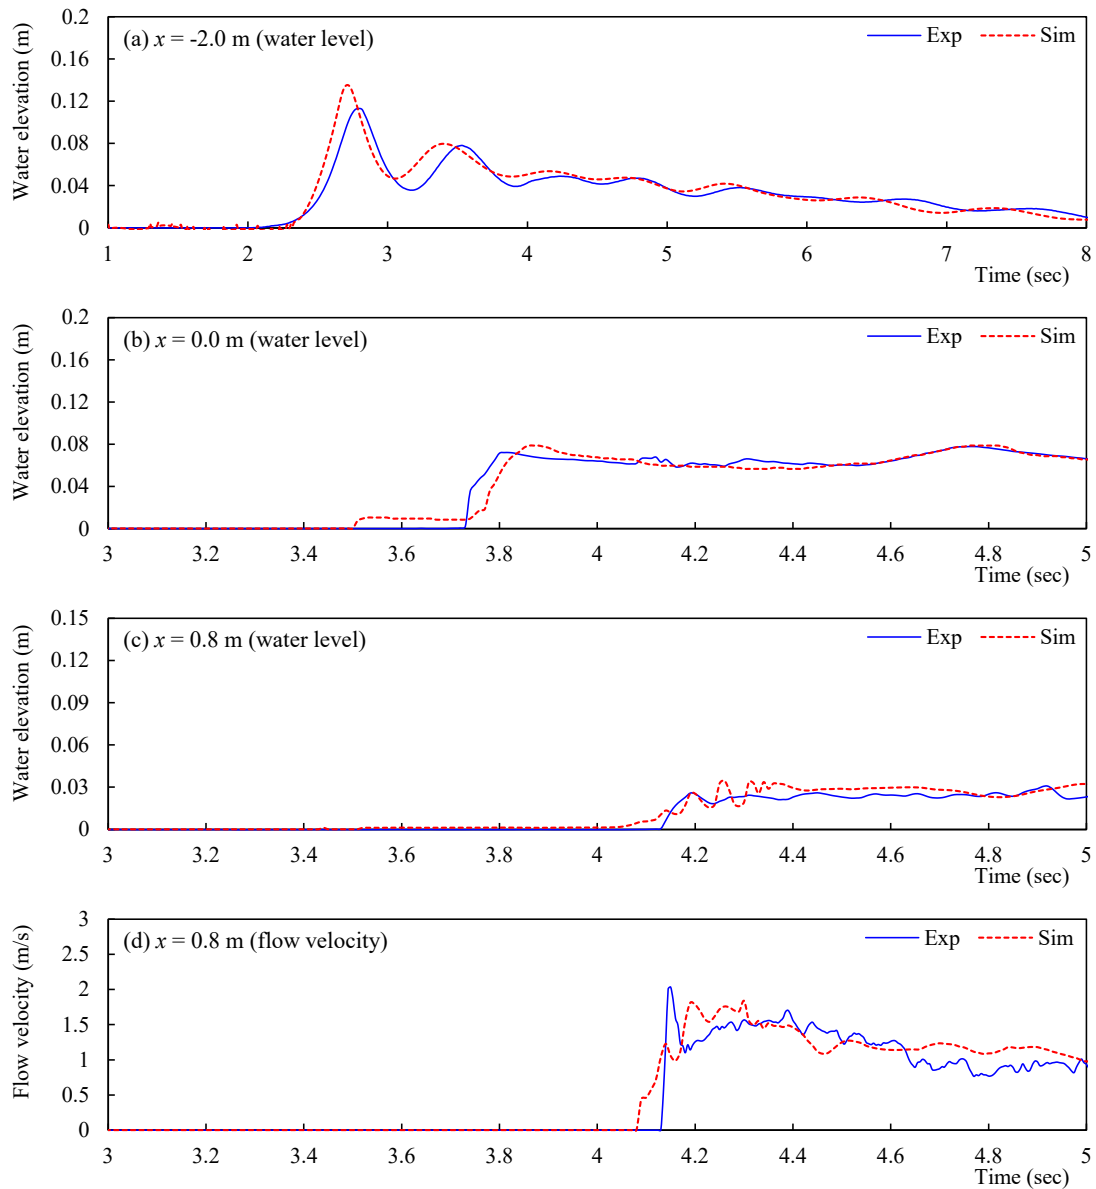 (a) x = -2.0 m (water level)
Exp
Sim
Water elevation (m)
0.2
0.16
0.12
0.08
0.04
0
1 2 3 4 5 6 7 8
Time (sec)
(b) x = 0.0 m (water level)
Exp
Sim
Water elevation (m)
0.2
0.16
0.12
0.08
0.04
0
3 3.2 3.4 3.6 3.8 4 4.2 4.4 4.6 4.8 5
Time (sec)
(c) x = 0.8 m (water level)
Exp
Sim
Water elevation (m)
0.15
0.12
0.09
0.06
0.03
0
3 3.2 3.4 3.6 3.8 4 4.2 4.4 4.6 4.8 5
Time (sec)
(d) x = 0.8 m (flow velocity)
Exp
Sim
Flow velocity (m/s)
3
2.5
2
1.5
1
0.5
0
3 3.2 3.4 3.6 3.8 4 4.2 4.4 4.6 4.8 5
Time (sec)